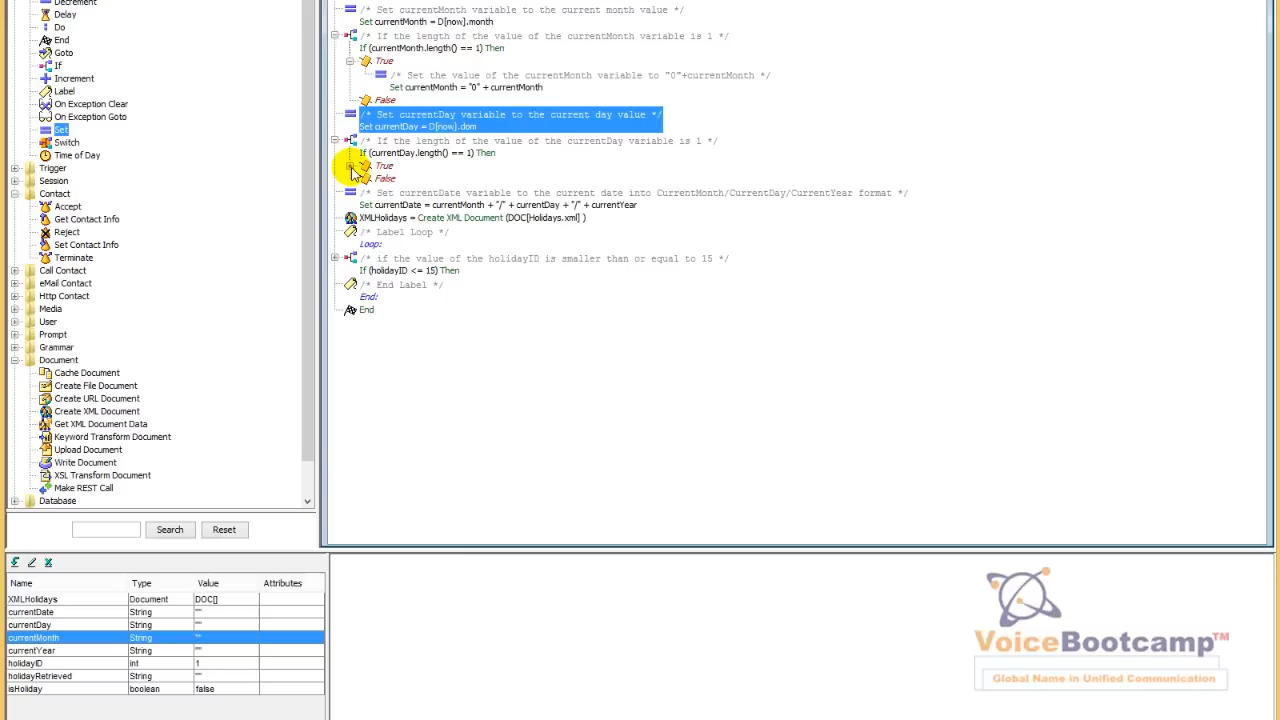 Decrement
Delay
Do
End
Goto
If
Increment
Label
On Exception Clear
On Exception Goto
Set
Switch
Time of Day
Trigger
Session
Contact
Accept
Get Contact Info
Reject
Set Contact Info
Terminate
Call Contact
eMail Contact
Http Contact
Media
User
Prompt
Grammar
Document
Cache Document
Create File Document
Create URL Document
Create XML Document
Get XML Document Data
Keyword Transform Document
Upload Document
Write Document
XSL Transform Document
Make REST Call
Database
Search
Reset
/* Set currentMonth variable to the current month value */
Set currentMonth = D[now].month
/* If the length of the value of the currentMonth variable is 1 */
If (currentMonth.length() == 1) Then
True
/* Set the value of the currentMonth variable to "0"+currentMonth */
Set currentMonth = "0" + currentMonth
False
/* Set currentDay variable to the current day value */
Set currentDay = D[now].dom
/* If the length of the value of the currentDay variable is 1 */
If (currentDay.length() == 1) Then
True
False
/* Set currentDate variable to the current date into CurrentMonth/CurrentDay/CurrentYear format */
Set currentDate = currentMonth + "/" + currentDay + "/" + currentYear
XMLHolidays = Create XML Document (DOC[Holidays.xml] )
/* Label Loop */
Loop:
/* if the value of the holidayID is smaller than or equal to 15 */
If (holidayID <= 15) Then
/* End Label */
End:
End
Name Type Value Attributes
XMLHolidays Document DOC[]
currentDate String ""
currentDay String ""
currentMonth String ""
currentYear String ""
holidayID int 1
holidayRetrieved String ""
isHoliday boolean false
VoiceBootcamp™
Global Name in Unified Communication